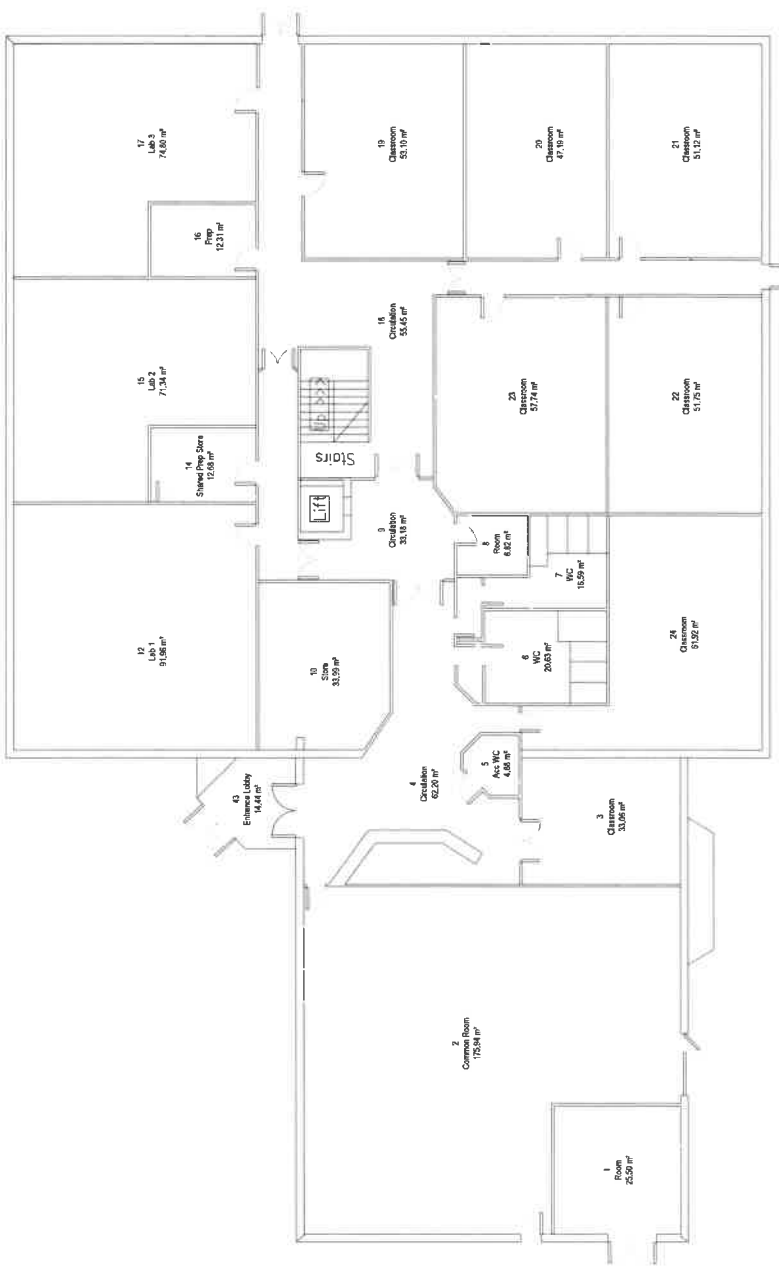 17
Lab 3
74,80 m²
19
Classroom
53,10 m²
20
Classroom
47,19 m²
21
Classroom
51,12 m²
16
Prep
12,31 m²
15
Lab 2
71,34 m²
18
Circulation
55,45 m²
23
Classroom
57,74 m²
22
Classroom
51,75 m²
14
Shared Prep Store
12,68 m²
Up >>>
Stairs
Lift
9
Circulation
33,18 m²
8
Room
6,82 m²
7
WC
15,59 m²
12
Lab 1
91,96 m²
10
Store
33,99 m²
6
WC
20,63 m²
24
Classroom
61,92 m²
43
Entrance Lobby
14,44 m²
4
Circulation
62,20 m²
5
Acc WC
4,88 m²
3
Classroom
33,06 m²
2
Common Room
175,94 m²
1
Room
25,50 m²